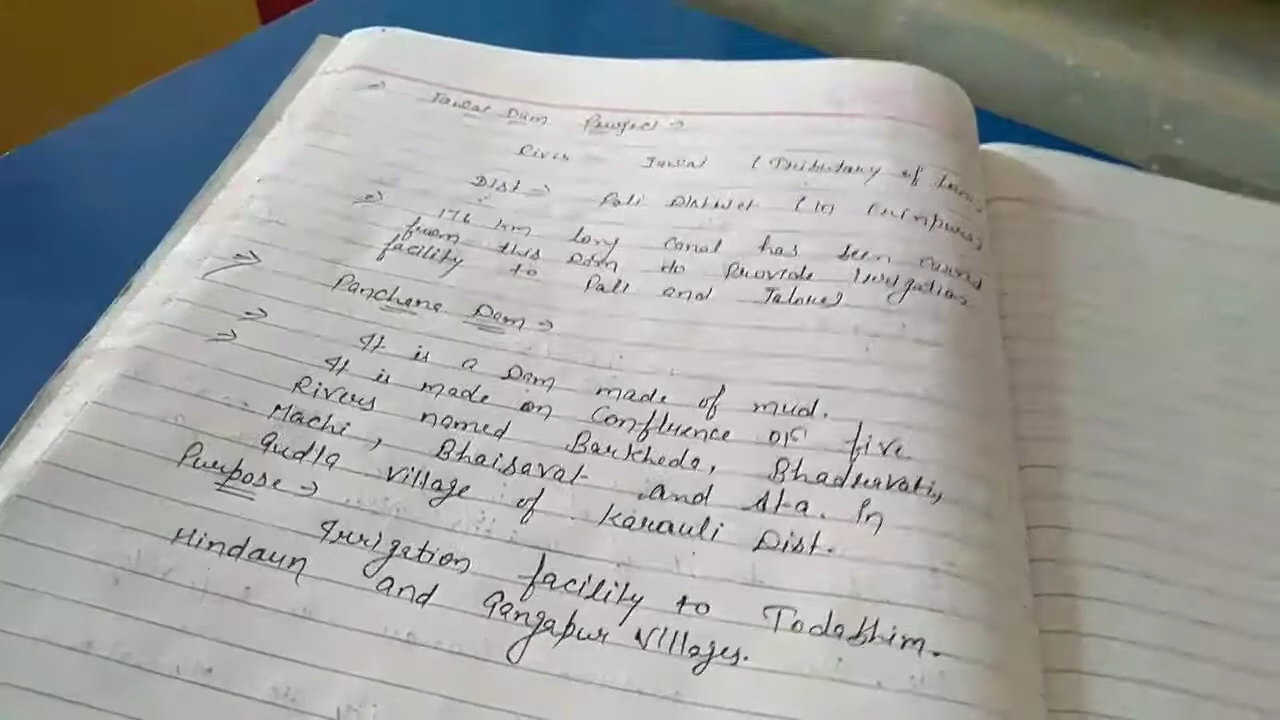 → Jawai Dam Project →
River Jawai (Tributary of
Dist → Pali District (in
→ 176 km long canal has been
from this Dam to Provide Irrigation
facility to Pali and Jalore)
⇒ Panchana Dam →
⇒ It is a Dam made of mud.
⇒ It is made on Confluence of five
Rivers named Barkheda, Bhadravati,
Machi, Bhaisavat and Ata. In
Gudla village of Karauli Dist.
Purpose →
Irrigation facility to Todabhim.
Hindaun and Gangapur Villages.